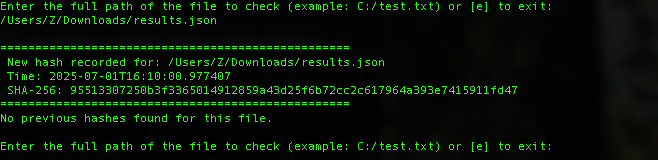 Enter the full path of the file to check (example: C:/test.txt) or [e] to exit:
/Users/Z/Downloads/results.json
==================================================
New hash recorded for: /Users/Z/Downloads/results.json
Time: 2025-07-01T16:10:00.977407
SHA-256: 95513307250b3f3365014912859a43d25f6b72cc2c617964a393e7415911fd47
==================================================
No previous hashes found for this file.
Enter the full path of the file to check (example: C:/test.txt) or [e] to exit: